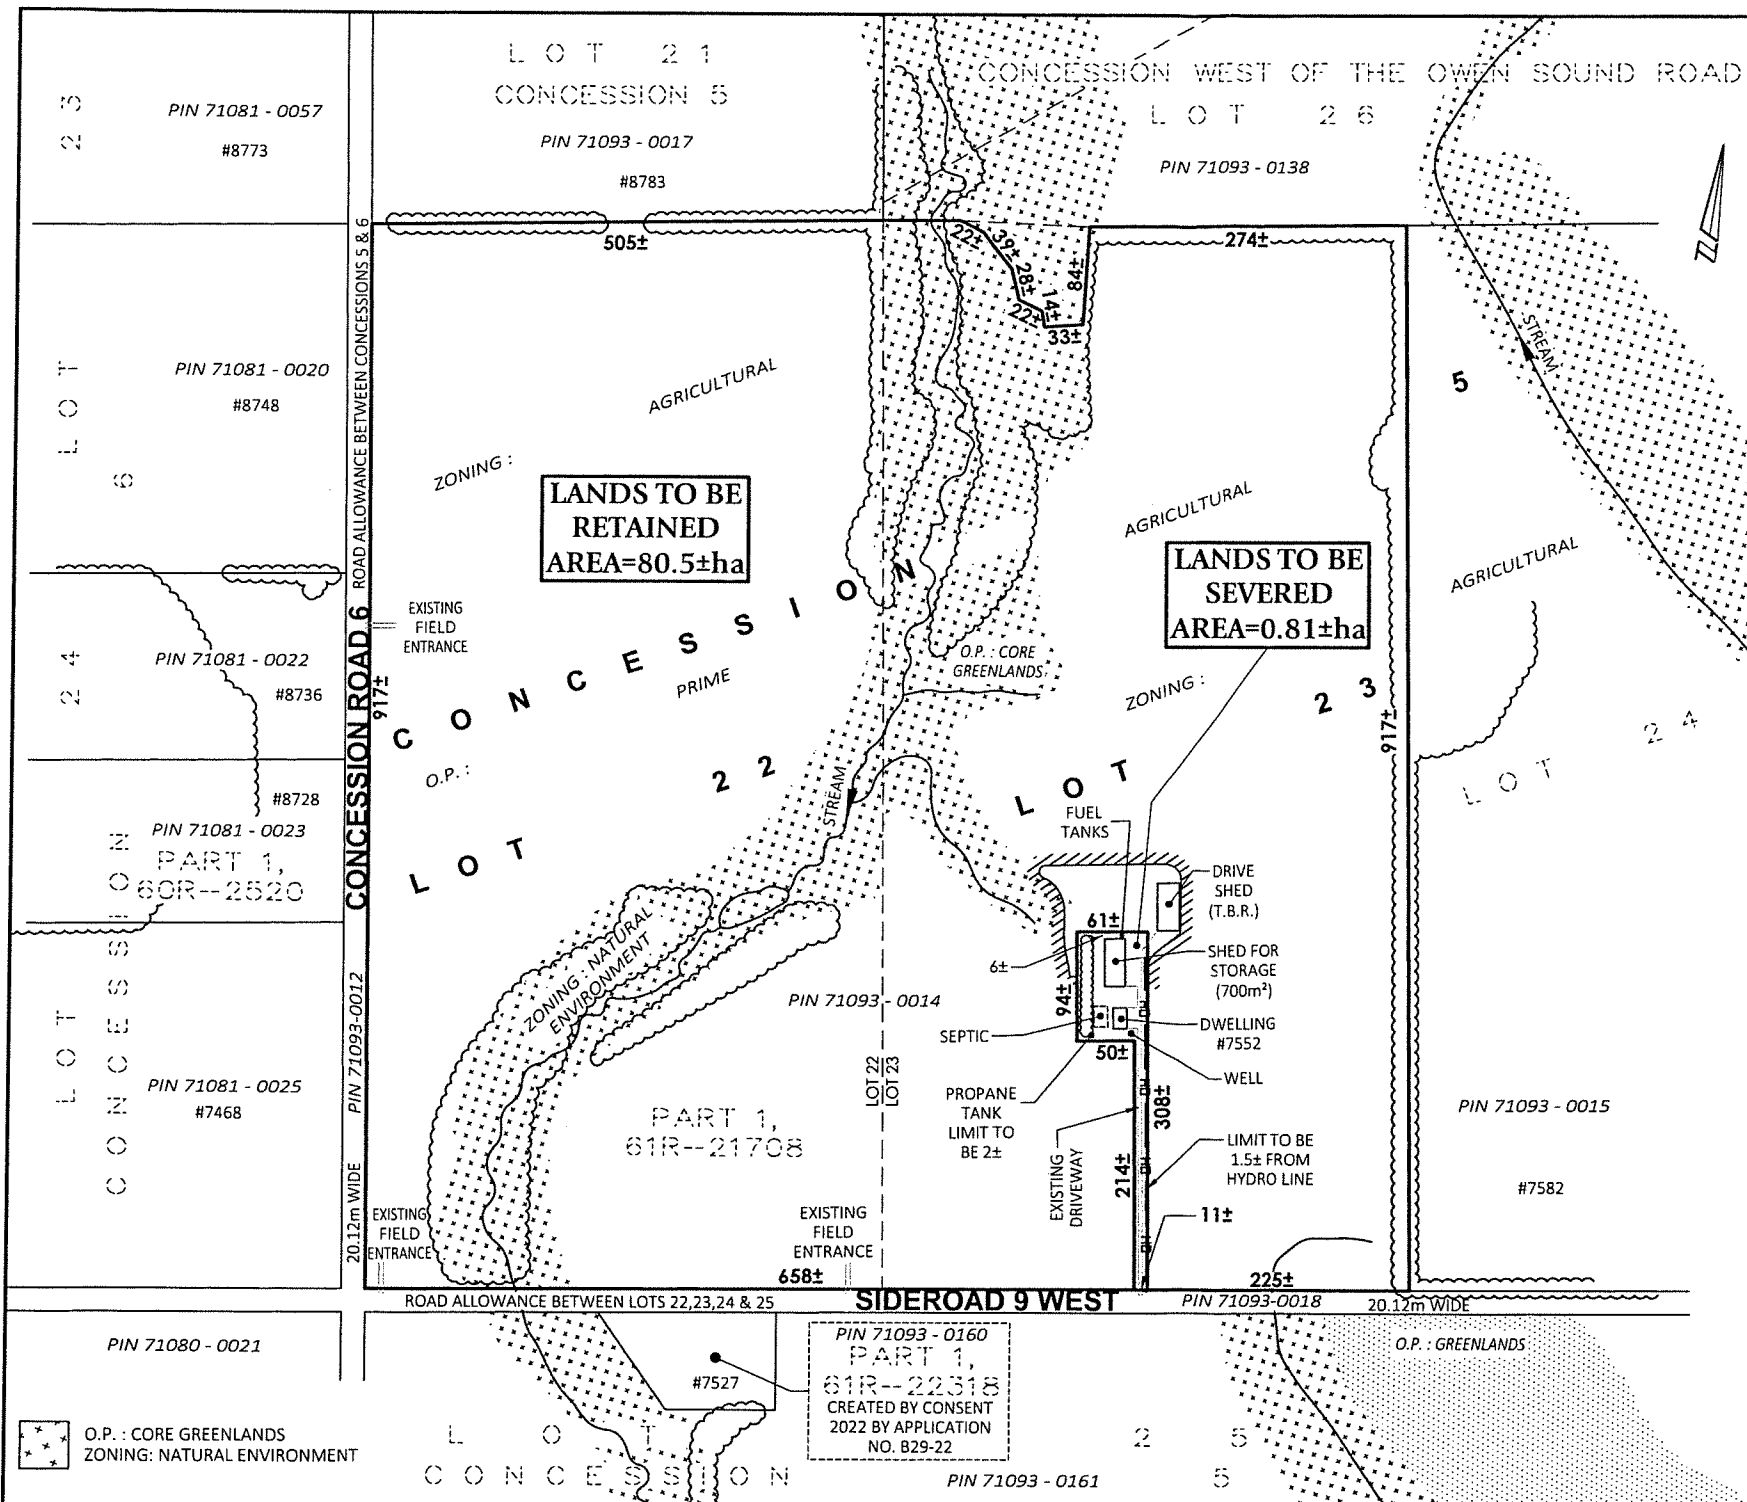 LOT 21
CONCESSION 5
PIN 71093 - 0017
#8783
CONCESSION WEST OF THE OWEN SOUND ROAD
LOT 26
PIN 71093 - 0138
23
PIN 71081 - 0057
#8773
505±
22±
39±
28±
22±
14±
33±
84±
274±
ROAD ALLOWANCE BETWEEN CONCESSIONS 5 & 6
CONCESSION ROAD 6
PIN 71093-0012
20.12m WIDE
LOT
6
PIN 71081 - 0020
#8748
24
PIN 71081 - 0022
#8736
#8728
PIN 71081 - 0023
PART 1,
60R--2520
LOT
CONCESSION
PIN 71081 - 0025
#7468
ZONING :
AGRICULTURAL
LANDS TO BE
RETAINED
AREA=80.5±ha
EXISTING
FIELD
ENTRANCE
917±
CONCESSION
5
O.P. :
PRIME
AGRICULTURAL
LOT
22
STREAM
O.P. : CORE
GREENLANDS
ZONING :
AGRICULTURAL
LANDS TO BE
SEVERED
AREA=0.81±ha
LOT
23
917±
STREAM
LOT
24
FUEL
TANKS
DRIVE
SHED
(T.B.R.)
61±
6±
SHED FOR
STORAGE
(700m²)
94±
SEPTIC
DWELLING
#7552
50±
WELL
PROPANE
TANK
LIMIT TO
BE 2±
308±
214±
EXISTING
DRIVEWAY
LIMIT TO BE
1.5± FROM
HYDRO LINE
11±
ZONING : NATURAL
ENVIRONMENT
PIN 71093 - 0014
LOT 22
LOT 23
PART 1,
61R--21708
PIN 71093 - 0015
#7582
EXISTING
FIELD
ENTRANCE
EXISTING
FIELD
ENTRANCE
658±
225±
ROAD ALLOWANCE BETWEEN LOTS 22,23,24 & 25
SIDEROAD 9 WEST
PIN 71093-0018
20.12m WIDE
PIN 71080 - 0021
#7527
PIN 71093 - 0160
PART 1,
61R--22318
CREATED BY CONSENT
2022 BY APPLICATION
NO. B29-22
O.P. : GREENLANDS
O.P. : CORE GREENLANDS
ZONING: NATURAL ENVIRONMENT
LOT 25
CONCESSION 5
PIN 71093 - 0161